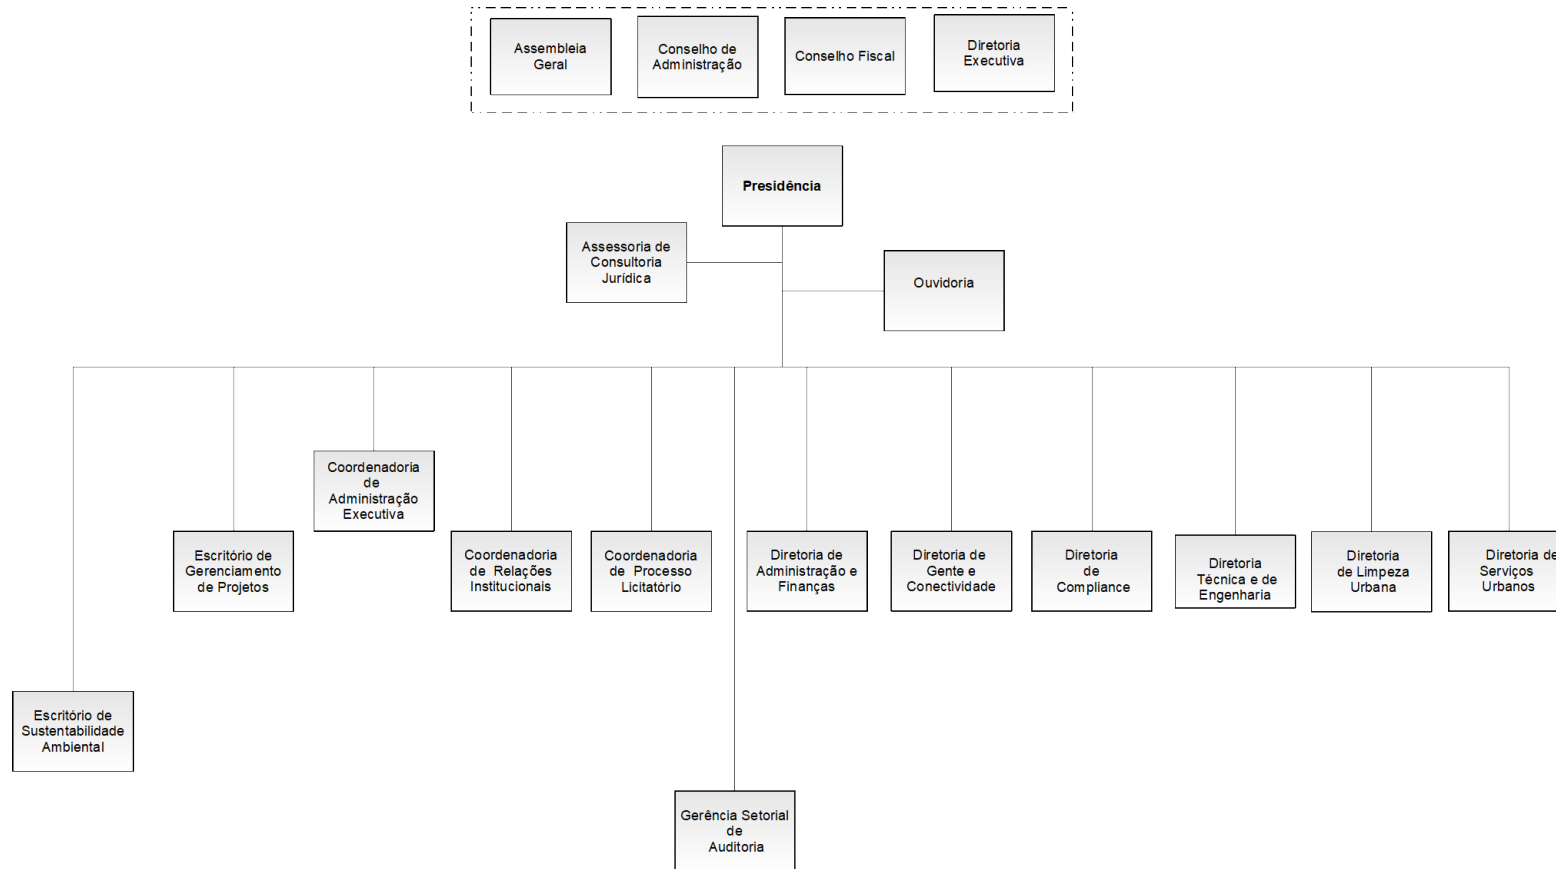 Assembleia
Geral
Conselho de
Administração
Conselho Fiscal
Diretoria
Executiva
Presidência
Assessoria de
Consultoria
Jurídica
Ouvidoria
Coordenadoria
de
Administração
Executiva
Escritório de
Gerenciamento
de Projetos
Coordenadoria
de Relações
Institucionais
Coordenadoria
de Processo
Licitatório
Diretoria de
Administração e
Finanças
Diretoria de
Gente e
Conectividade
Diretoria
de
Compliance
Diretoria
Técnica e de
Engenharia
Diretoria
de Limpeza
Urbana
Diretoria de
Serviços
Urbanos
Escritório de
Sustentabilidade
Ambiental
Gerência Setorial
de
Auditoria